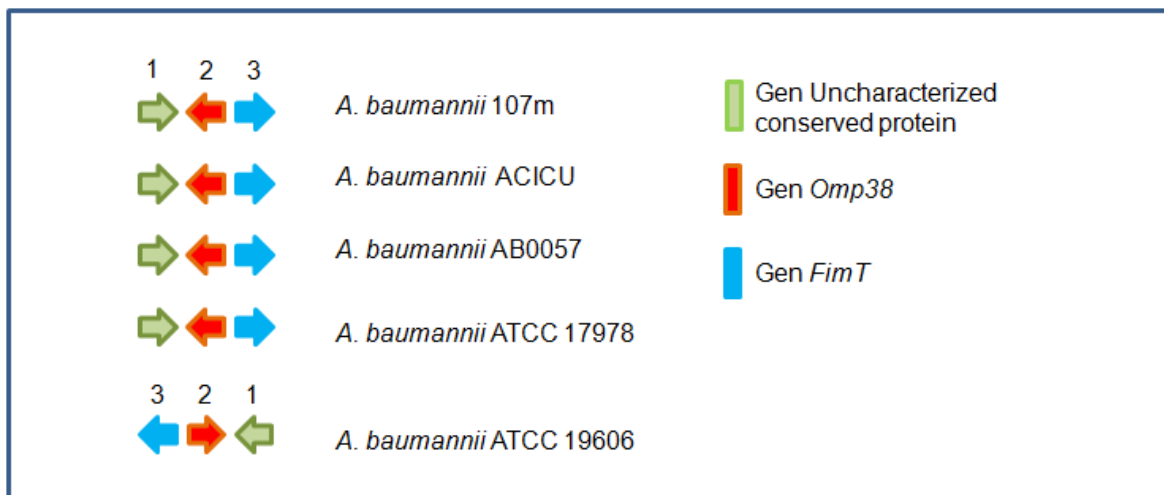 1 2 3
A. baumannii 107m
A. baumannii ACICU
A. baumannii AB0057
A. baumannii ATCC 17978
3 2 1
A. baumannii ATCC 19606
Gen Uncharacterized
conserved protein
Gen Omp38
Gen FimT